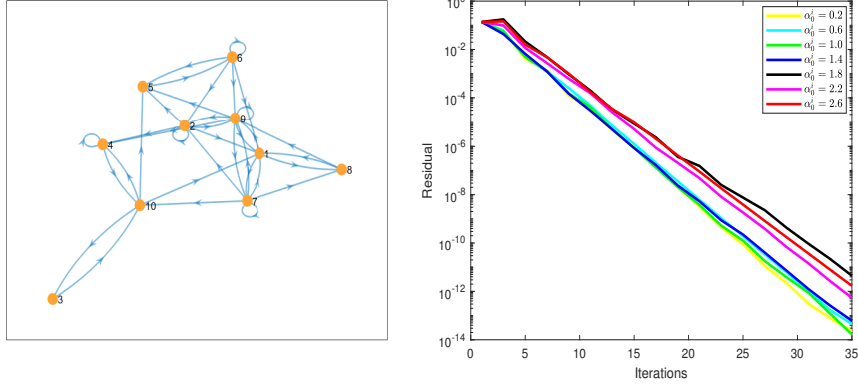 6
5
9
2
4
1
8
7
10
3
10^0
10^-2
10^-4
10^-6
10^-8
10^-10
10^-12
10^-14
Residual
0 5 10 15 20 25 30 35
Iterations
α_0^i = 0.2
α_0^i = 0.6
α_0^i = 1.0
α_0^i = 1.4
α_0^i = 1.8
α_0^i = 2.2
α_0^i = 2.6